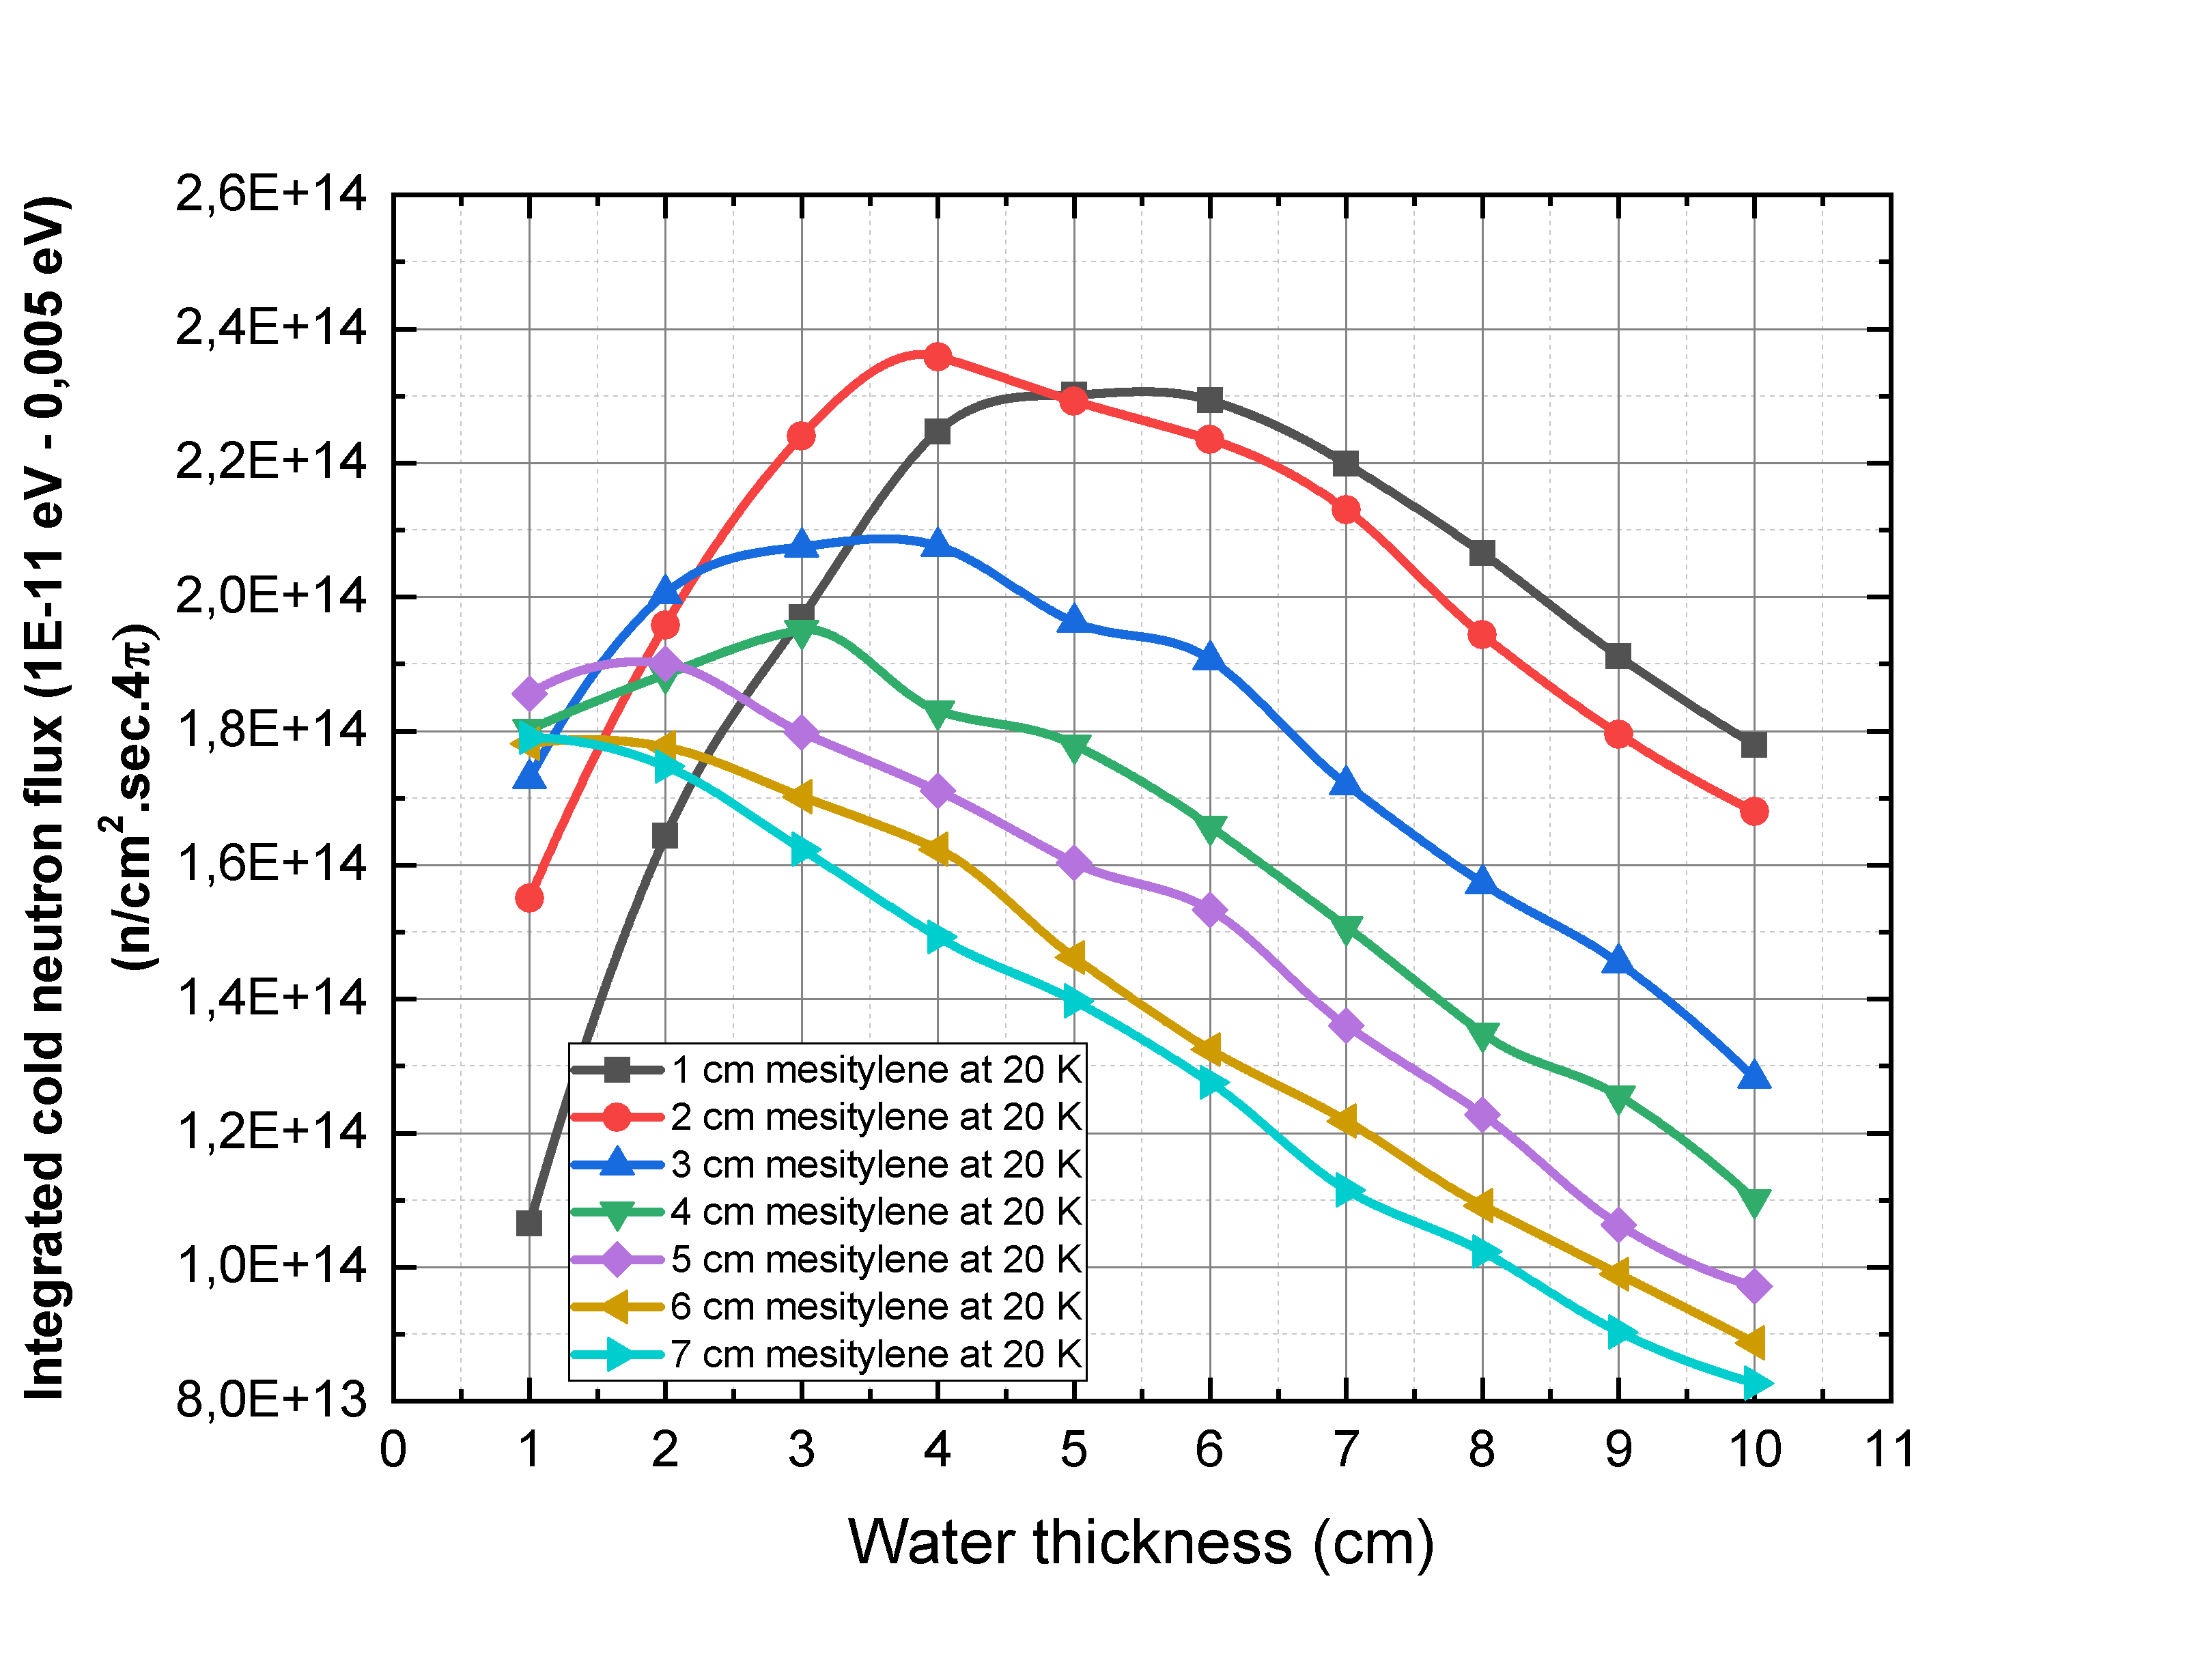 Integrated cold neutron flux (1E-11 eV - 0,005 eV)
(n/cm².sec.4π)
2,6E+14
2,4E+14
2,2E+14
2,0E+14
1,8E+14
1,6E+14
1,4E+14
1,2E+14
1,0E+14
8,0E+13
1 cm mesitylene at 20 K
2 cm mesitylene at 20 K
3 cm mesitylene at 20 K
4 cm mesitylene at 20 K
5 cm mesitylene at 20 K
6 cm mesitylene at 20 K
7 cm mesitylene at 20 K
0 1 2 3 4 5 6 7 8 9 10 11
Water thickness (cm)